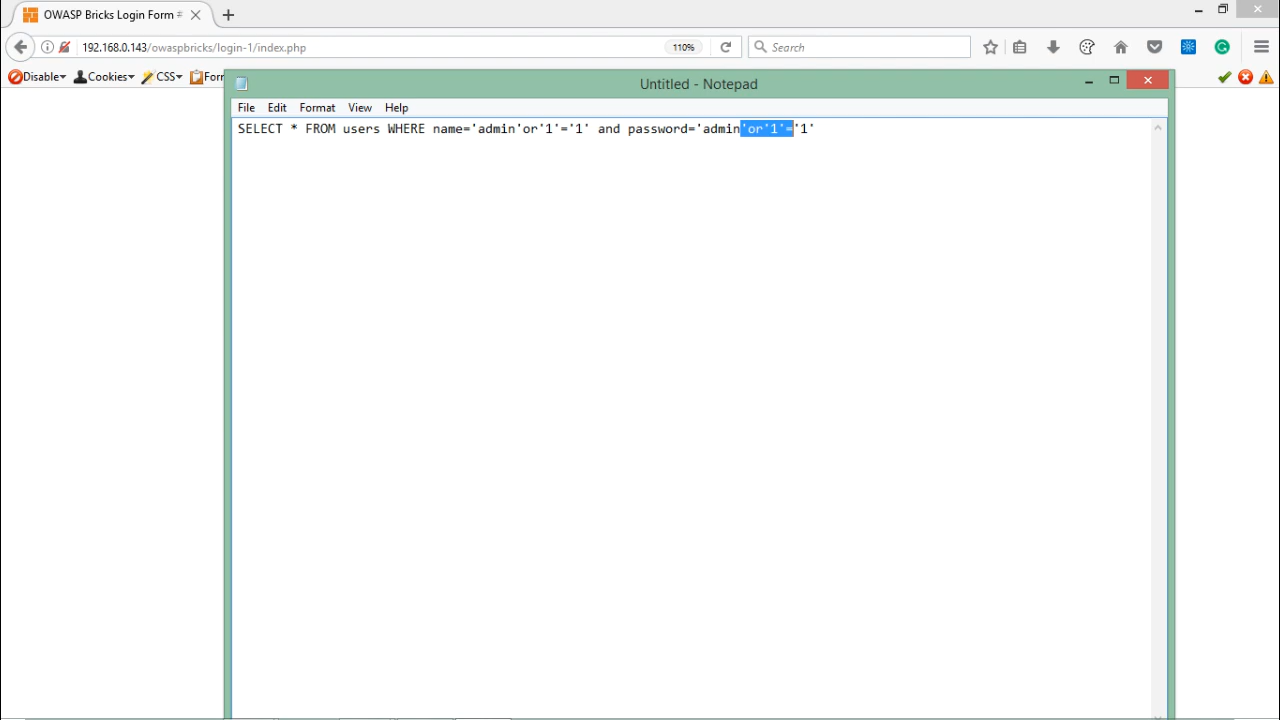 OWASP Bricks Login Form #
192.168.0.143/owaspbricks/login-1/index.php
110%
Search
Disable
Cookies
CSS
For
Untitled - Notepad
File Edit Format View Help
SELECT * FROM users WHERE name='admin'or'1'='1' and password='admin'or'1'='1'